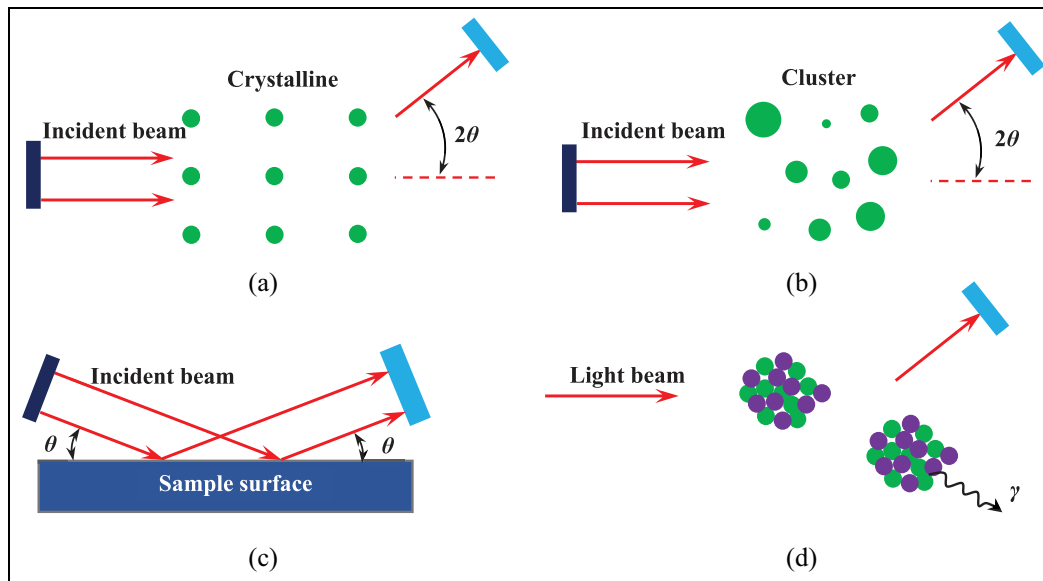 Crystalline
Incident beam
2θ
(a)
Cluster
Incident beam
2θ
(b)
Incident beam
θ
θ
Sample surface
(c)
Light beam
γ
(d)